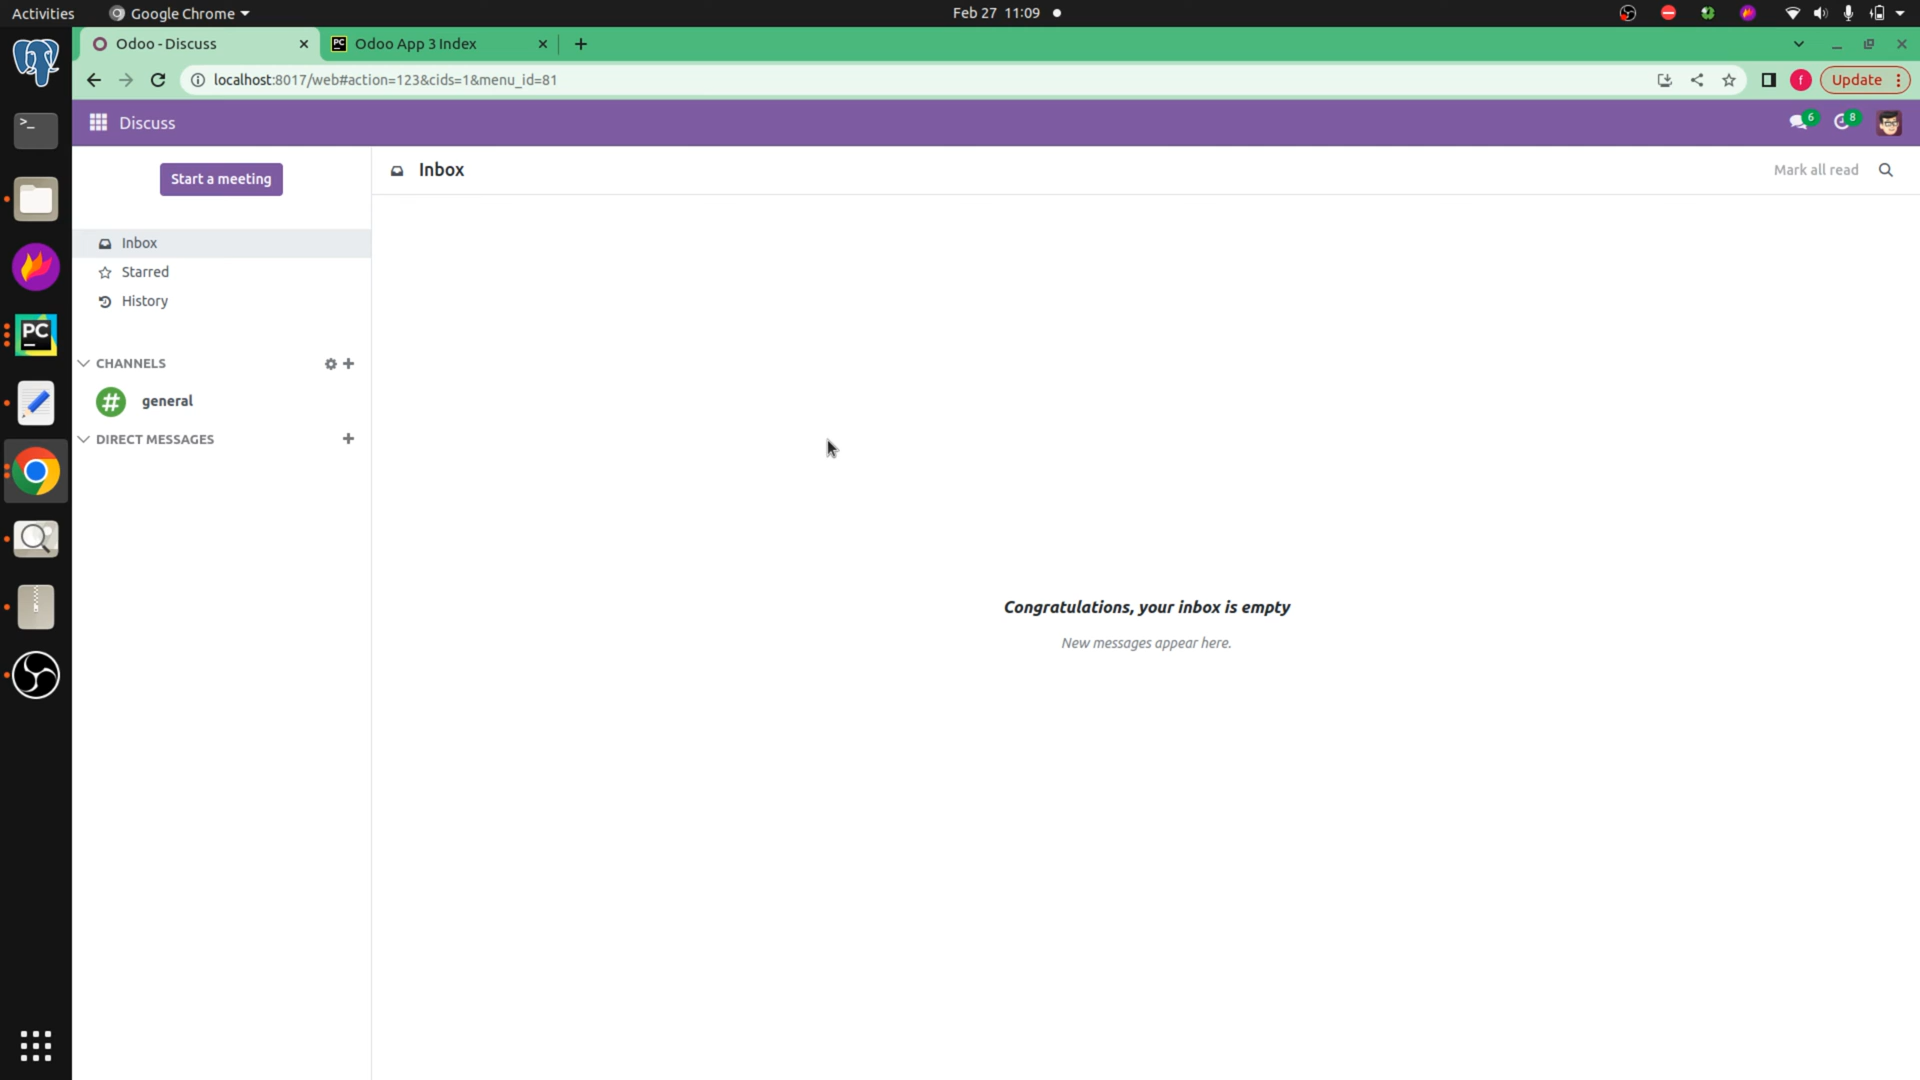 Activities Google Chrome Feb 27 11:09
Odoo - Discuss Odoo App 3 Index
localhost:8017/web#action=123&cids=1&menu_id=81 f Update
Discuss 6 8
Start a meeting
Inbox Mark all read
Inbox
Starred
History
CHANNELS
# general
DIRECT MESSAGES
PC
Congratulations, your inbox is empty
New messages appear here.